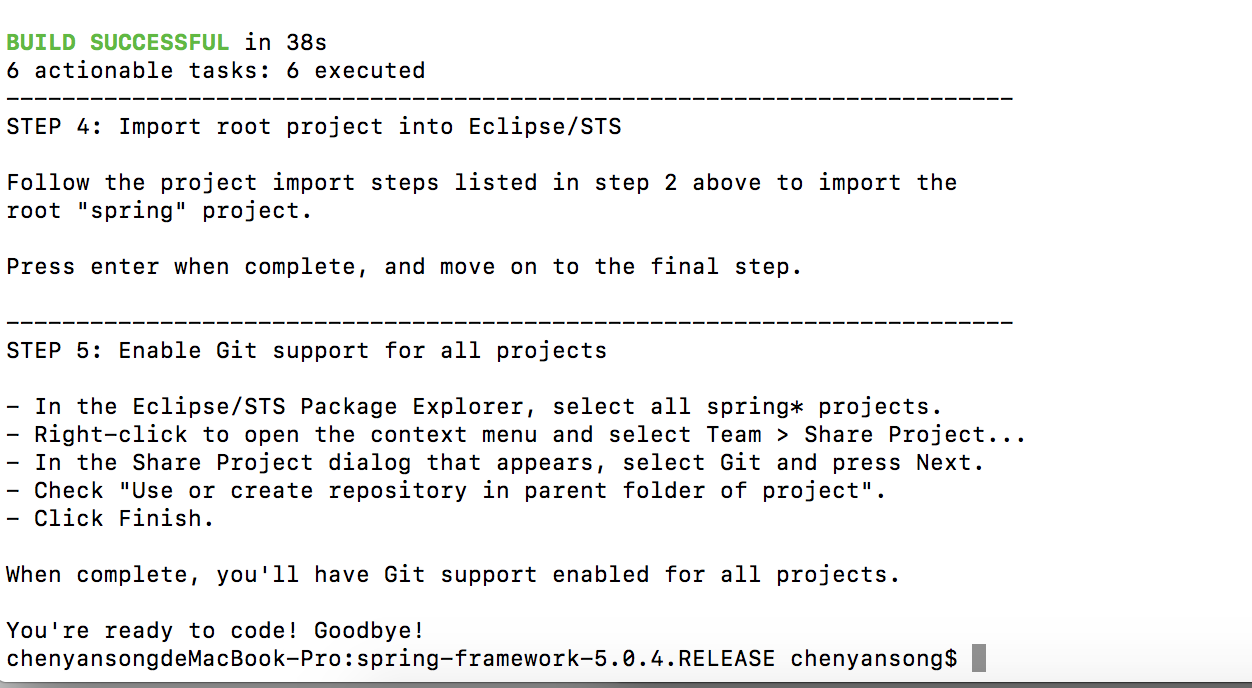 BUILD SUCCESSFUL in 38s
6 actionable tasks: 6 executed
------------------------------------------------------------------------
STEP 4: Import root project into Eclipse/STS
Follow the project import steps listed in step 2 above to import the
root "spring" project.
Press enter when complete, and move on to the final step.
------------------------------------------------------------------------
STEP 5: Enable Git support for all projects
- In the Eclipse/STS Package Explorer, select all spring* projects.
- Right-click to open the context menu and select Team > Share Project...
- In the Share Project dialog that appears, select Git and press Next.
- Check "Use or create repository in parent folder of project".
- Click Finish.
When complete, you'll have Git support enabled for all projects.
You're ready to code! Goodbye!
chenyansongdeMacBook-Pro:spring-framework-5.0.4.RELEASE chenyansong$